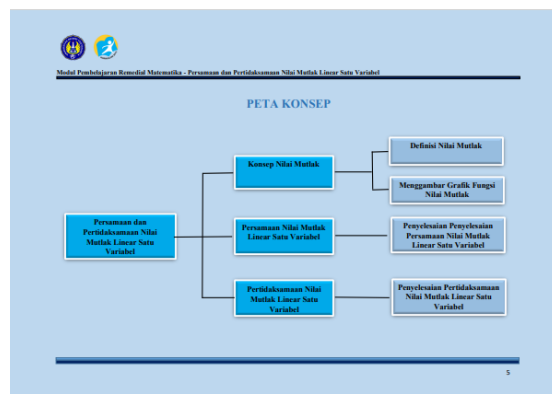 Modul Pembelajaran Remedial Matematika - Persamaan dan Pertidaksamaan Nilai Mutlak Linear Satu Variabel
PETA KONSEP
Persamaan dan
Pertidaksamaan Nilai
Mutlak Linear Satu
Variabel
Konsep Nilai Mutlak
Definisi Nilai Mutlak
Menggambar Grafik Fungsi
Nilai Mutlak
Persamaan Nilai Mutlak
Linear Satu Variabel
Penyelesaian Penyelesaian
Persamaan Nilai Mutlak
Linear Satu Variabel
Pertidaksamaan Nilai
Mutlak Linear Satu
Variabel
Penyelesaian Pertidaksamaan
Nilai Mutlak Linear Satu
Variabel
5